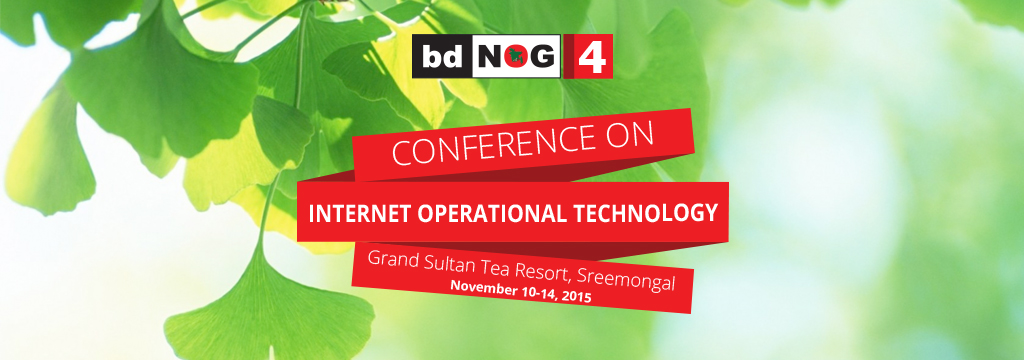 bd NOG 4
CONFERENCE ON
INTERNET OPERATIONAL TECHNOLOGY
Grand Sultan Tea Resort, Sreemongal
November 10-14, 2015